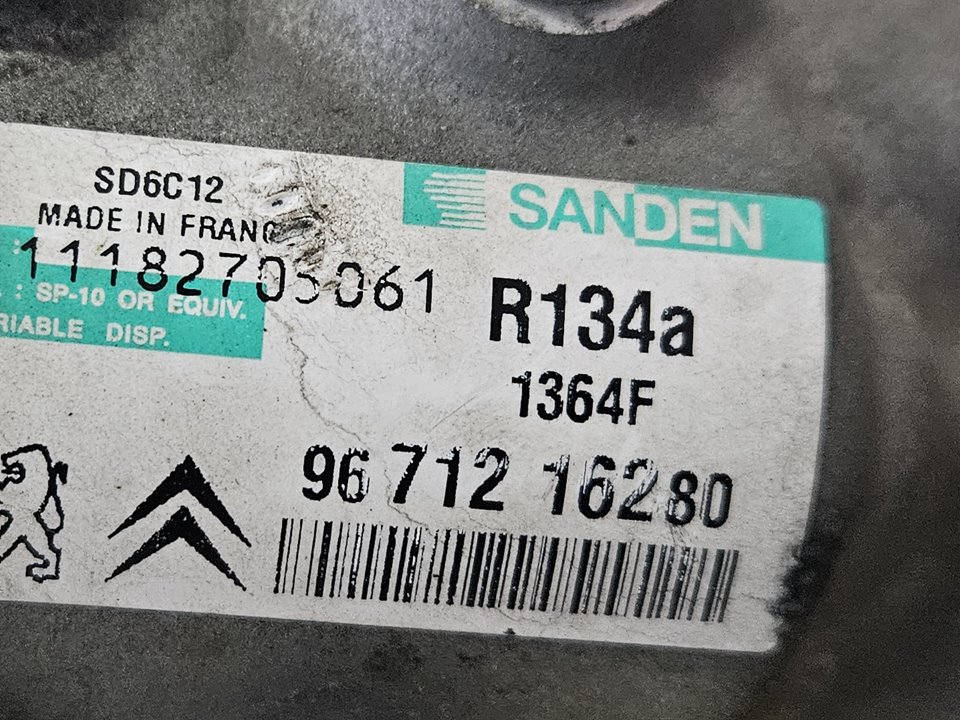 SD6C12
SANDEN
MADE IN FRANC
11182705061
: SP-10 OR EQUIV.
RIABLE DISP.
R134a
1364F
96 712 16280